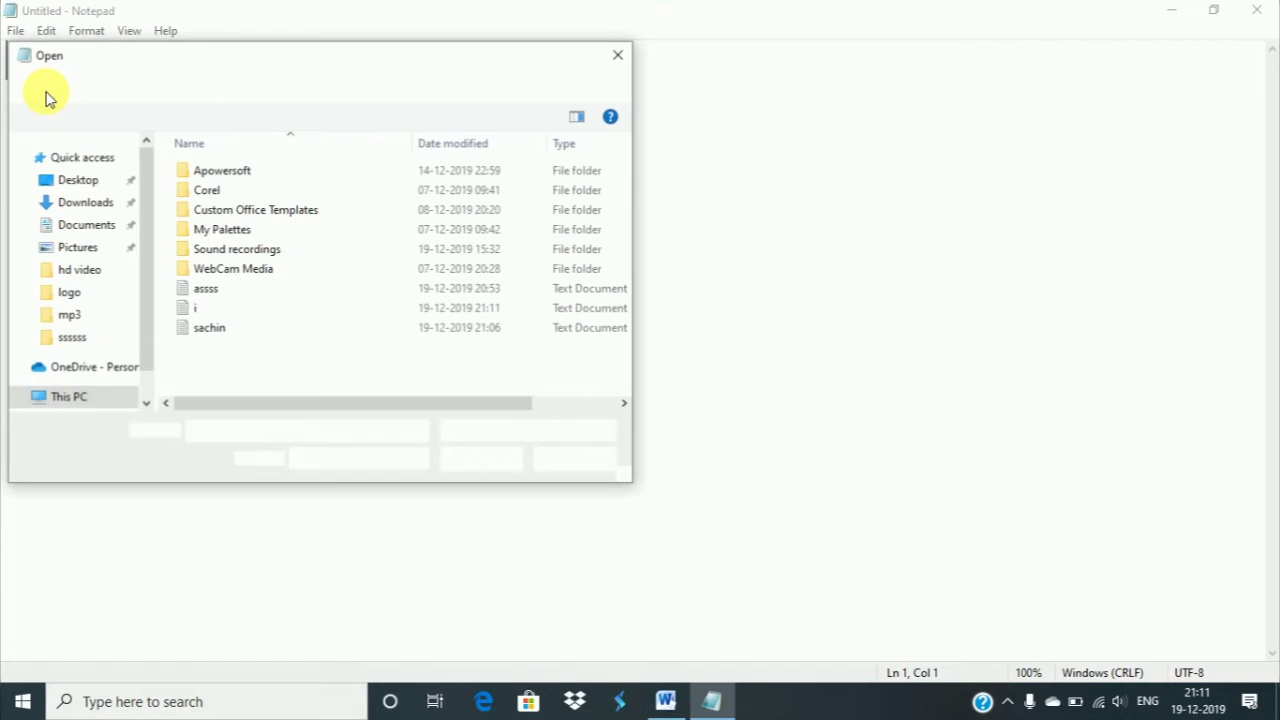 Untitled - Notepad
File Edit Format View Help
Open
Name Date modified Type
Quick access
Desktop
Downloads
Documents
Pictures
hd video
logo
mp3
ssssss
OneDrive - Person
This PC
Apowersoft 14-12-2019 22:59 File folder
Corel 07-12-2019 09:41 File folder
Custom Office Templates 08-12-2019 20:20 File folder
My Palettes 07-12-2019 09:42 File folder
Sound recordings 19-12-2019 15:32 File folder
WebCam Media 07-12-2019 20:28 File folder
assss 19-12-2019 20:53 Text Document
i 19-12-2019 21:11 Text Document
sachin 19-12-2019 21:06 Text Document
Ln 1, Col 1 100% Windows (CRLF) UTF-8
Type here to search
ENG
21:11
19-12-2019